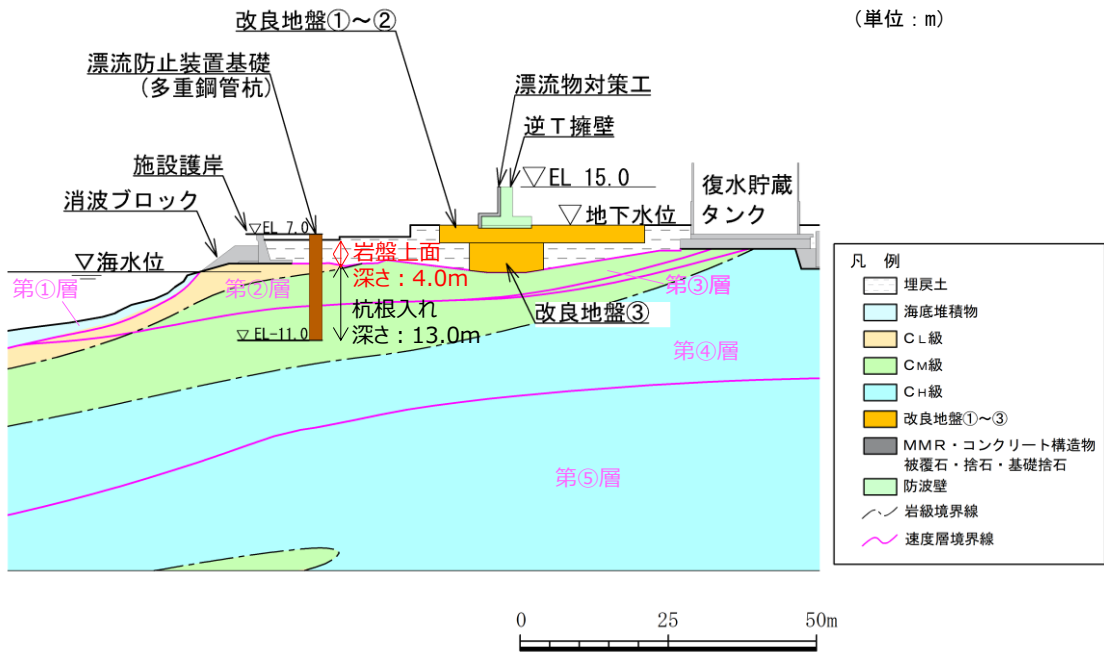 改良地盤①～②
（単位：m）
漂流防止装置基礎
（多重鋼管杭）
漂流物対策工
逆Ｔ擁壁
施設護岸
消波ブロック
▽EL 15.0
▽地下水位
復水貯蔵
タンク
▽EL 7.0
▽海水位
岩盤上面
深さ：4.0m
第①層
第②層
第③層
杭根入れ
深さ：13.0m
改良地盤③
▽EL-11.0
第④層
第⑤層
凡　例
埋戻土
海底堆積物
ＣL級
ＣM級
ＣH級
改良地盤①～③
ＭＭＲ・コンクリート構造物
被覆石・捨石・基礎捨石
防波壁
岩級境界線
速度層境界線
0 25 50m